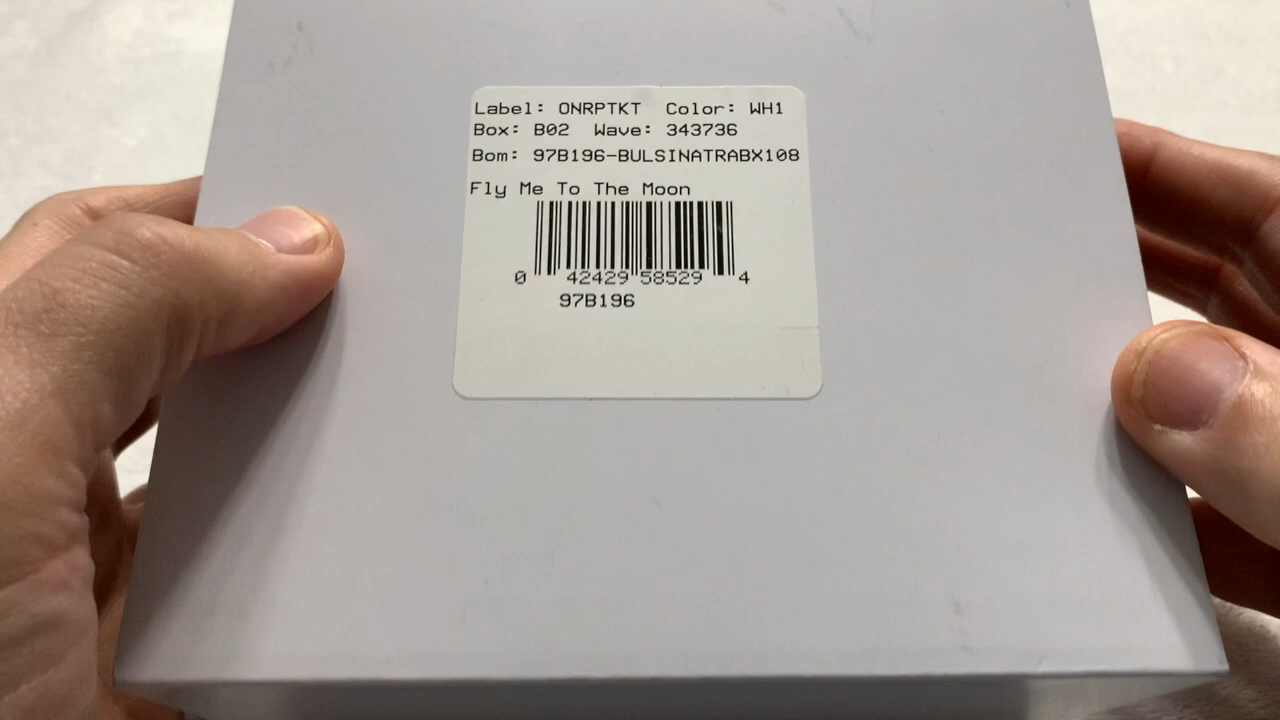 Label: ONRPTKT Color: WH1
Box: B02 Wave: 343736
Bom: 97B196-BULSINATRABX108
Fly Me To The Moon
0 42429 58529 4
97B196